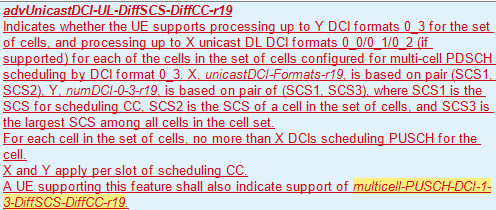 advUnicastDCI-UL-DiffSCS-DiffCC-r19
Indicates whether the UE supports processing up to Y DCI formats 0_3 for the set
of cells, and processing up to X unicast DL DCI formats 0_0/0_1/0_2 (if
supported) for each of the cells in the set of cells configured for multi-cell PDSCH
scheduling by DCI format 0_3. X, unicastDCI-Formats-r19, is based on pair (SCS1,
SCS2), Y, numDCI-0-3-r19, is based on pair of (SCS1, SCS3), where SCS1 is the
SCS for scheduling CC, SCS2 is the SCS of a cell in the set of cells, and SCS3 is
the largest SCS among all cells in the cell set.
For each cell in the set of cells, no more than X DCIs scheduling PUSCH for the
cell.
X and Y apply per slot of scheduling CC.
A UE supporting this feature shall also indicate support of multicell-PUSCH-DCI-1-
3-DiffSCS-DiffCC-r19.